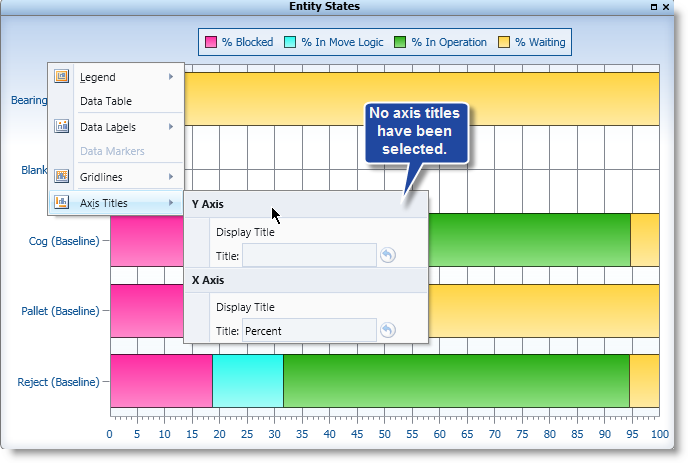 Entity States
% Blocked % In Move Logic % In Operation % Waiting
Legend
Bearing
Data Table
No axis titles
have been
selected.
Data Labels
Data Markers
Blank
Gridlines
Axis Titles
Y Axis
Display Title
Cog (Baseline)
Title:
X Axis
Display Title
Pallet (Baseline)
Title: Percent
Reject (Baseline)
0 5 10 15 20 25 30 35 40 45 50 55 60 65 70 75 80 85 90 95 100